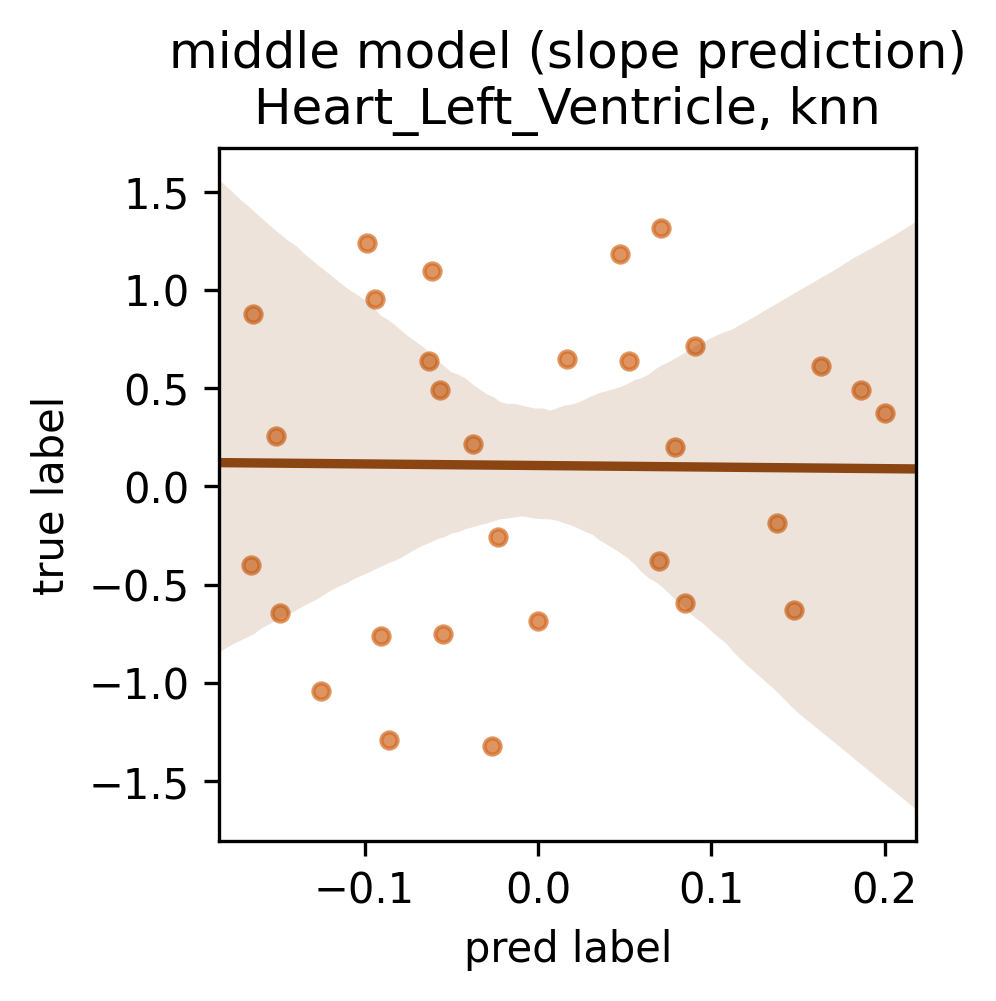 middle model (slope prediction)
Heart_Left_Ventricle, knn
1.5
1.0
0.5
0.0
−0.5
−1.0
−1.5
true label
−0.1
0.0
0.1
0.2
pred label